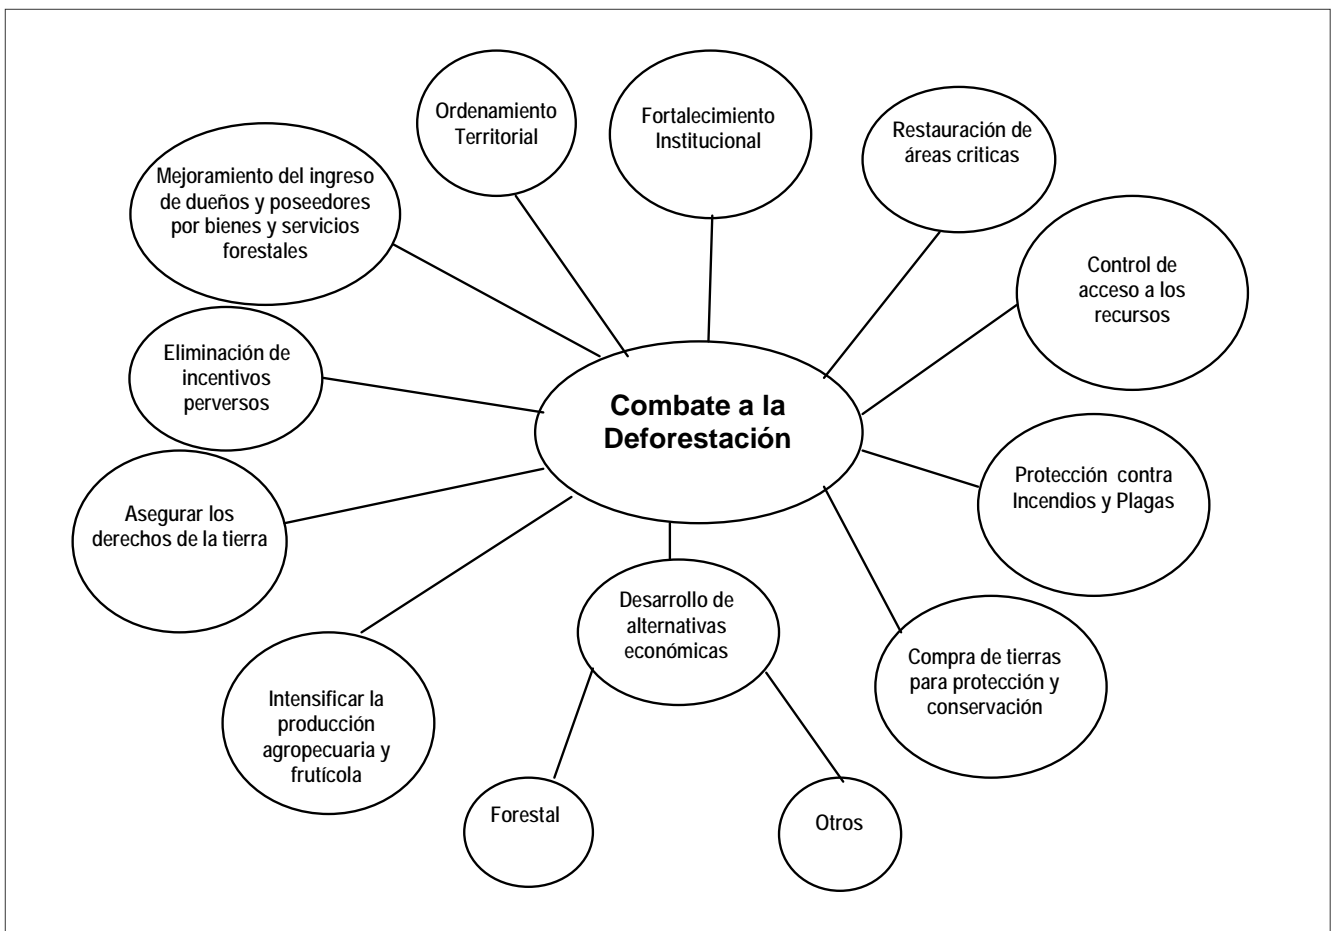 Ordenamiento
Territorial
Fortalecimiento
Institucional
Restauración de
áreas criticas
Mejoramiento del ingreso
de dueños y poseedores
por bienes y servicios
forestales
Control de
acceso a los
recursos
Eliminación de
incentivos
perversos
Combate a la
Deforestación
Protección contra
Incendios y Plagas
Asegurar los
derechos de la tierra
Desarrollo de
alternativas
económicas
Compra de tierras
para protección y
conservación
Intensificar la
producción
agropecuaria y
frutícola
Forestal
Otros